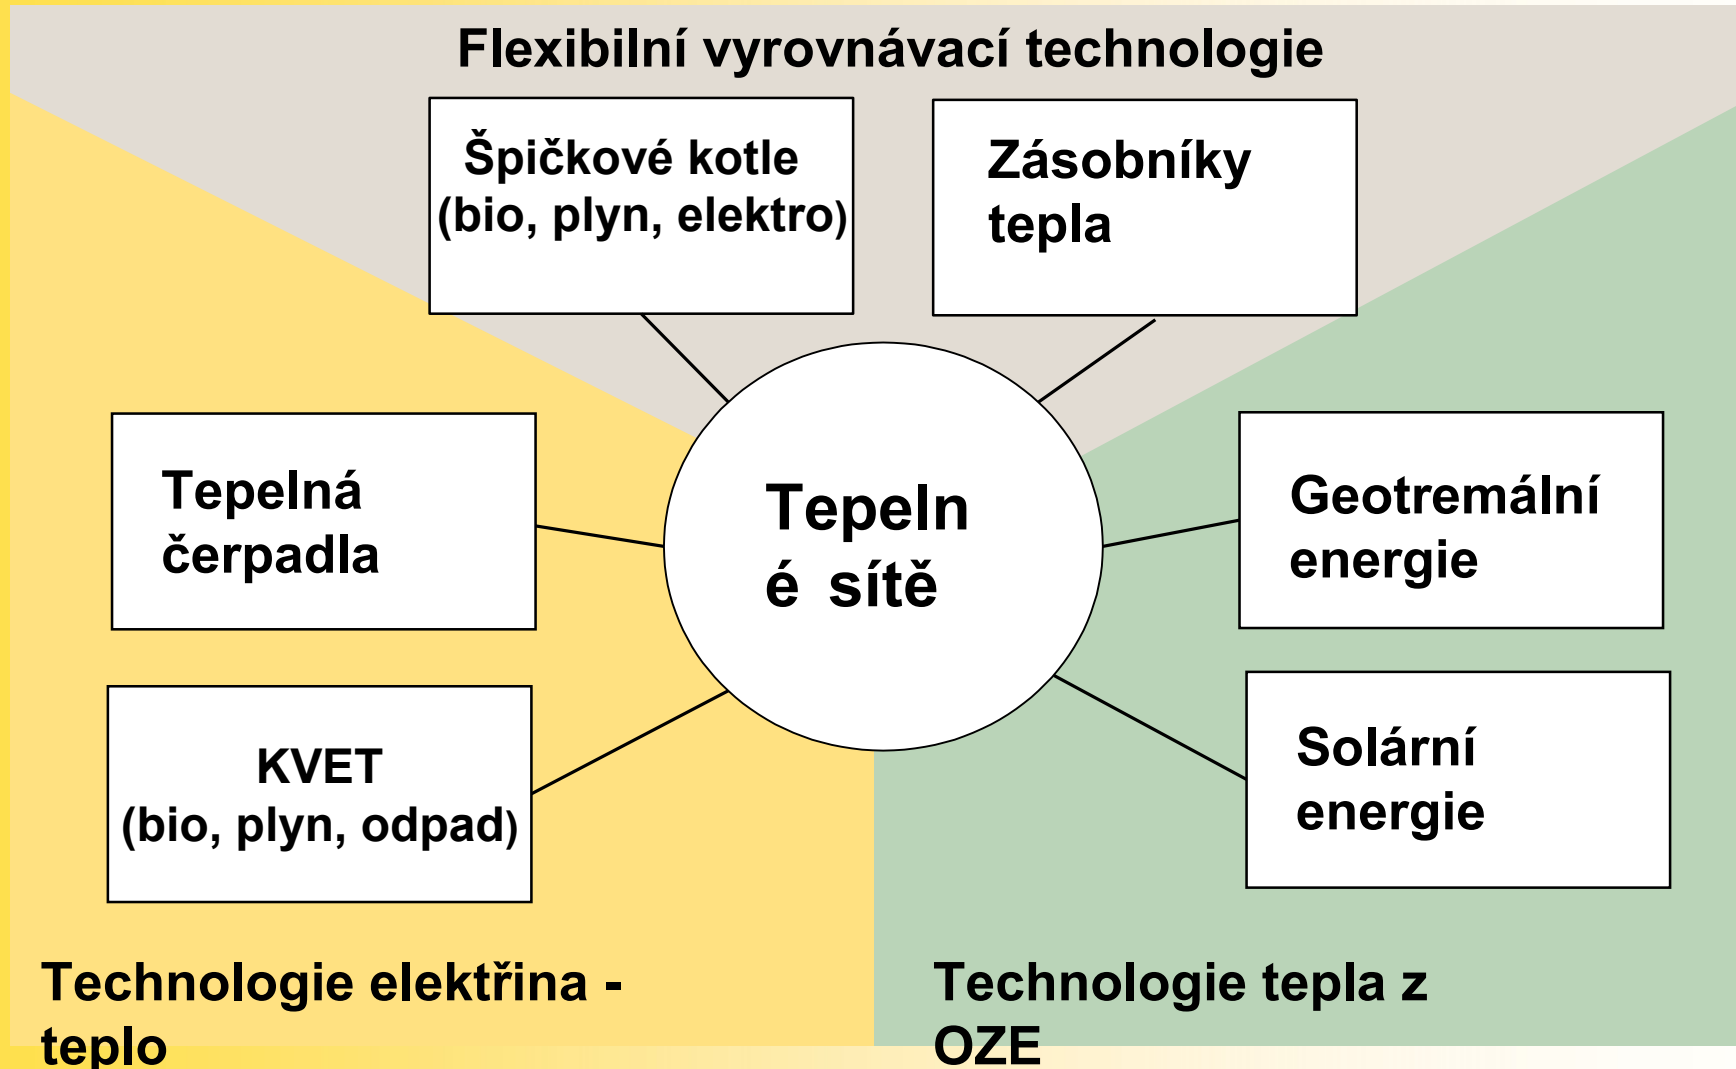 Flexibilní vyrovnávací technologie
Špičkové kotle
(bio, plyn, elektro)
Zásobníky
tepla
Tepelná
čerpadla
Tepeln
é sítě
Geotremální
energie
KVET
(bio, plyn, odpad)
Solární
energie
Technologie elektřina -
teplo
Technologie tepla z
OZE